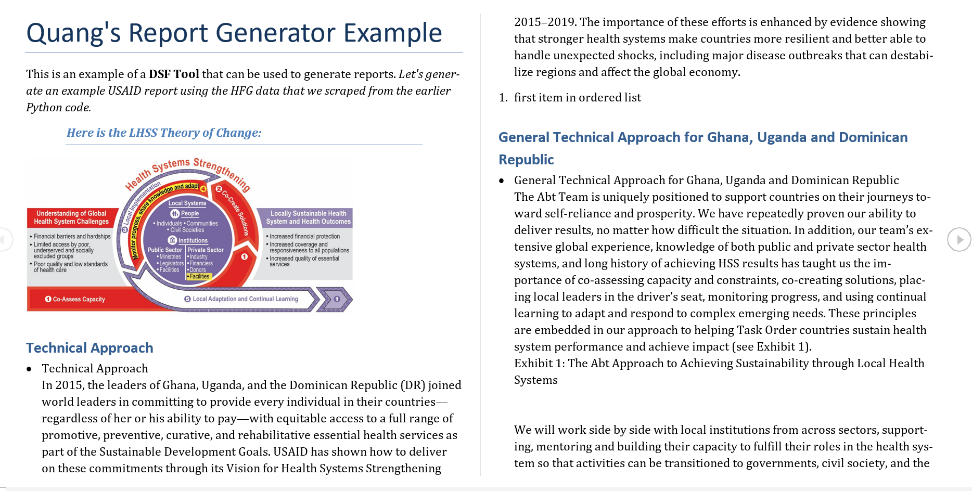 Quang's Report Generator Example
This is an example of a DSF Tool that can be used to generate reports. Let's gener-
ate an example USAID report using the HFG data that we scraped from the earlier
Python code.
Here is the LHSS Theory of Change:
Health Systems Strengthening
Understanding of Global
Health System Challenges
• Financial barriers and hardships
• Limited access by poor,
underserved and socially
excluded groups
• Poor quality and low standards
of health care
Local Systems
People
• Individuals • Communities
• Civil Societies
Institutions
Public Sector
• Ministries
• Legislators
• Facilities
Private Sector
• Industry
• Financiers
• Donors
• Facilities
Locally Sustainable Health
System and Health Outcomes
• Increased financial protection
• Increased coverage and
responsiveness to all populations
• Increased quality of essential
services
2 Co-Create Solutions
1 Co-Assess Capacity
5 Local Adaptation and Continual Learning
Technical Approach
• Technical Approach
In 2015, the leaders of Ghana, Uganda, and the Dominican Republic (DR) joined
world leaders in committing to provide every individual in their countries—
regardless of her or his ability to pay—with equitable access to a full range of
promotive, preventive, curative, and rehabilitative essential health services as
part of the Sustainable Development Goals. USAID has shown how to deliver
on these commitments through its Vision for Health Systems Strengthening
2015–2019. The importance of these efforts is enhanced by evidence showing
that stronger health systems make countries more resilient and better able to
handle unexpected shocks, including major disease outbreaks that can destabi-
lize regions and affect the global economy.
1. first item in ordered list
General Technical Approach for Ghana, Uganda and Dominican
Republic
• General Technical Approach for Ghana, Uganda and Dominican Republic
The Abt Team is uniquely positioned to support countries on their journeys to-
ward self-reliance and prosperity. We have repeatedly proven our ability to
deliver results, no matter how difficult the situation. In addition, our team's ex-
tensive global experience, knowledge of both public and private sector health
systems, and long history of achieving HSS results has taught us the im-
portance of co-assessing capacity and constraints, co-creating solutions, plac-
ing local leaders in the driver's seat, monitoring progress, and using continual
learning to adapt and respond to complex emerging needs. These principles
are embedded in our approach to helping Task Order countries sustain health
system performance and achieve impact (see Exhibit 1).
Exhibit 1: The Abt Approach to Achieving Sustainability through Local Health
Systems
We will work side by side with local institutions from across sectors, support-
ing, mentoring and building their capacity to fulfill their roles in the health sys-
tem so that activities can be transitioned to governments, civil society, and the